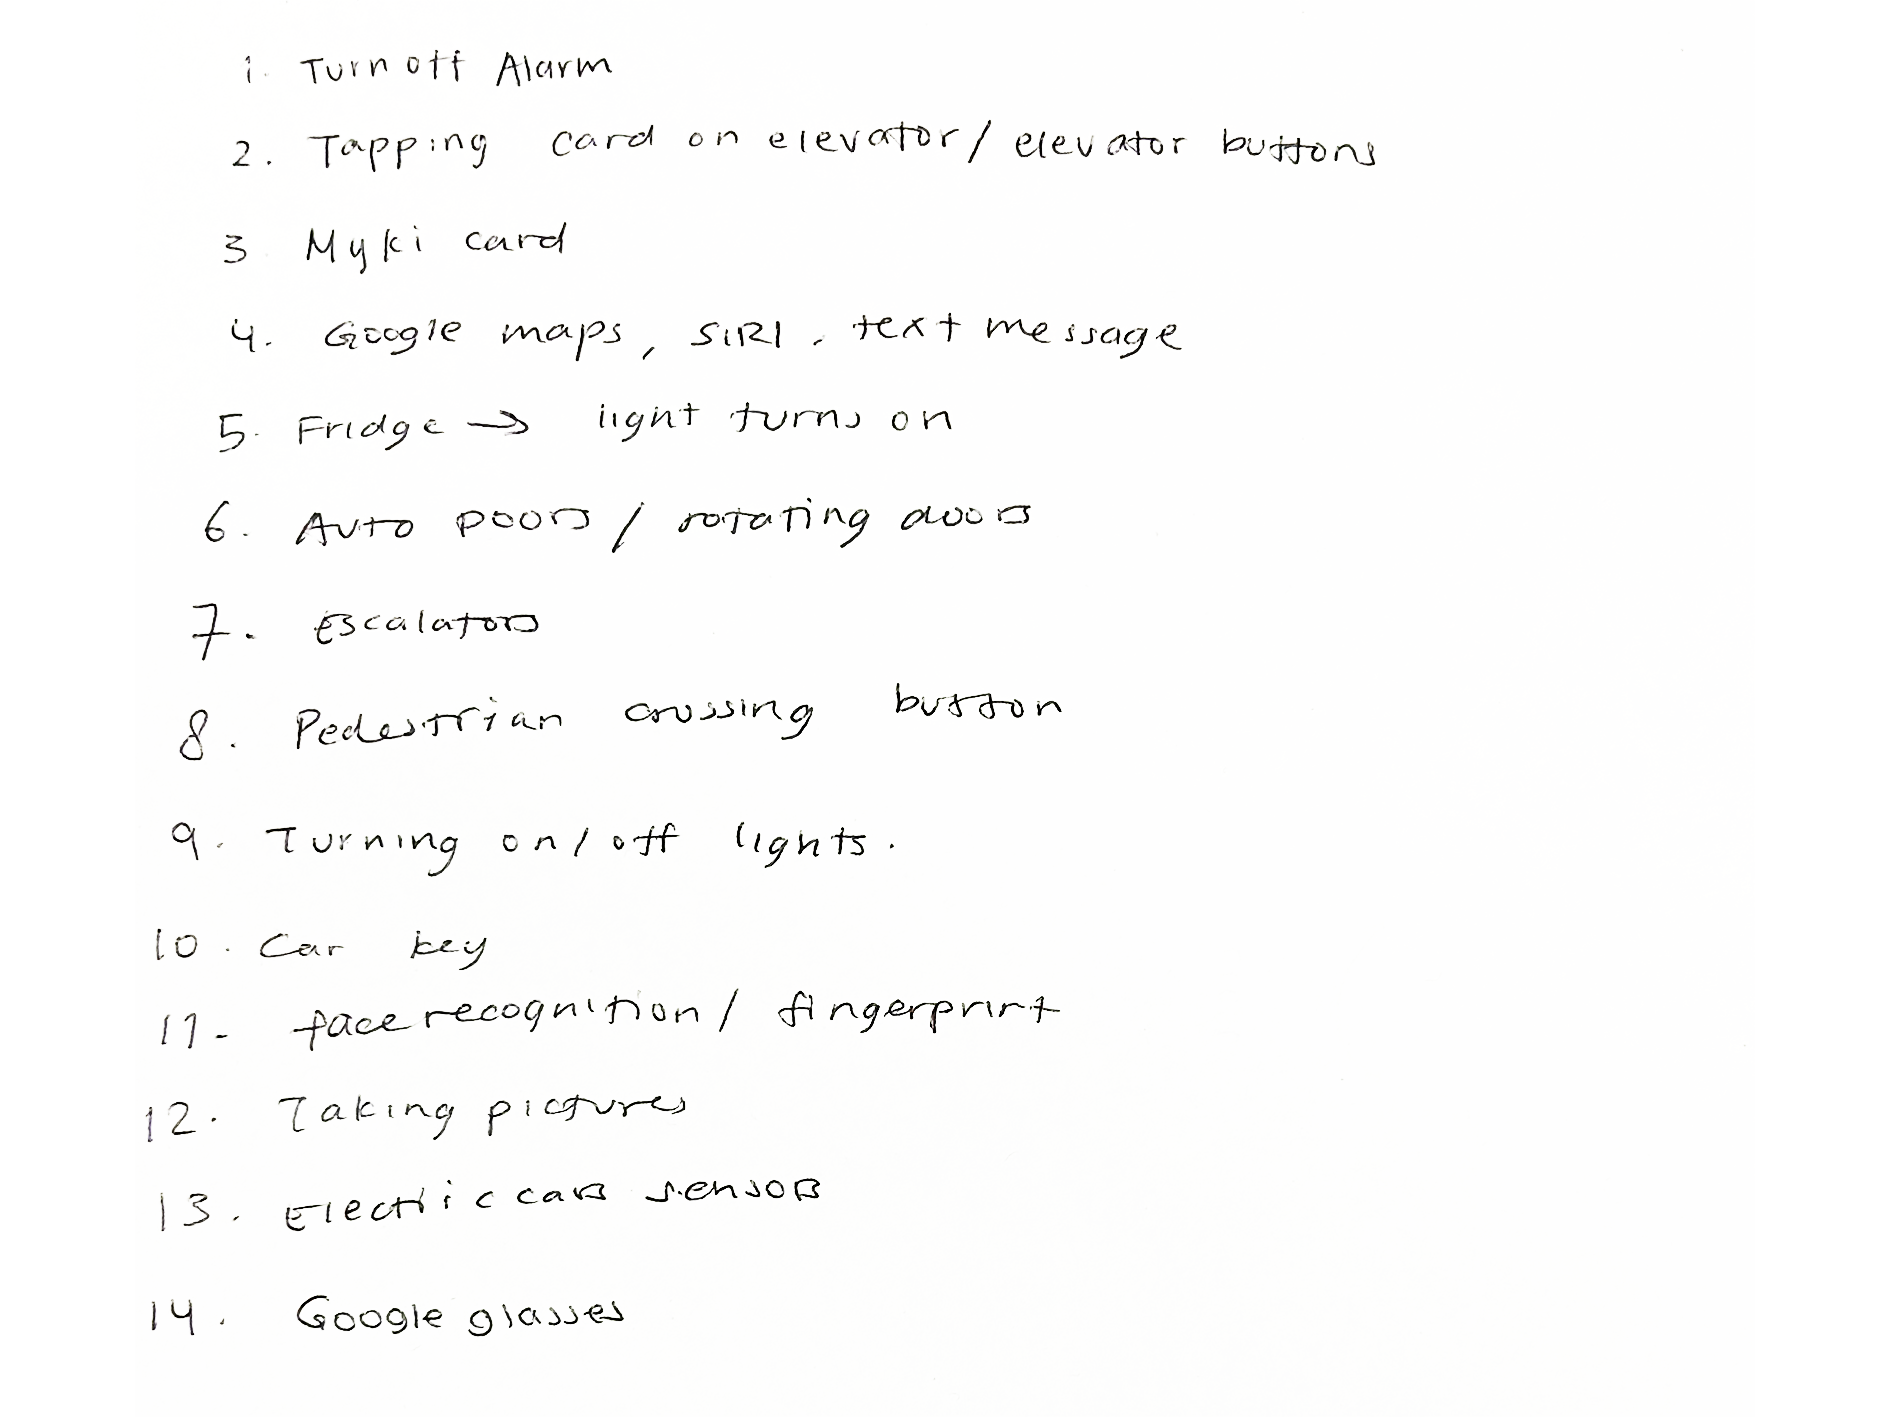 1. Turn off Alarm
2. Tapping card on elevator/ elevator buttons
3 Myki card
4. Google maps, SIRI, text message
5. Fridge → light turns on
6. Auto Doors / rotating doors
7. Escalators
8. Pedestrian crossing button
9. Turning on/off lights.
10. Car key
11- face recognition/ fingerprint
12. Taking pictures
13. Electric cars sensors
14. Google glasses